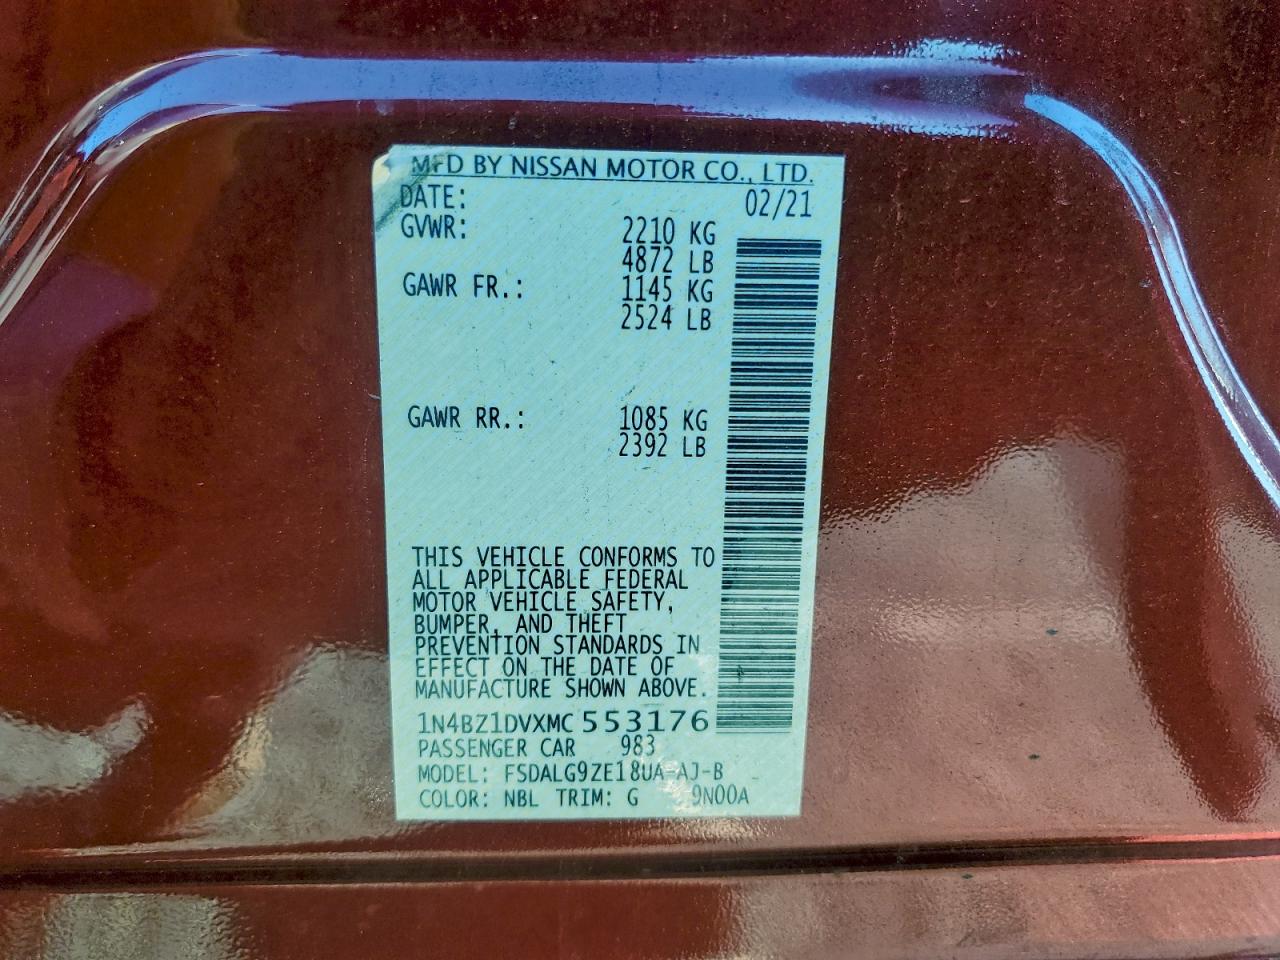 MFD BY NISSAN MOTOR CO., LTD.
DATE: 02/21
GVWR: 2210 KG
4872 LB
GAWR FR.: 1145 KG
2524 LB
GAWR RR.: 1085 KG
2392 LB
THIS VEHICLE CONFORMS TO
ALL APPLICABLE FEDERAL
MOTOR VEHICLE SAFETY,
BUMPER, AND THEFT
PREVENTION STANDARDS IN
EFFECT ON THE DATE OF
MANUFACTURE SHOWN ABOVE.
1N4BZ1DVXMC553176
PASSENGER CAR 983
MODEL: FSDALG9ZE18UA-AJ-B _
COLOR: NBL TRIM: G 9N00A